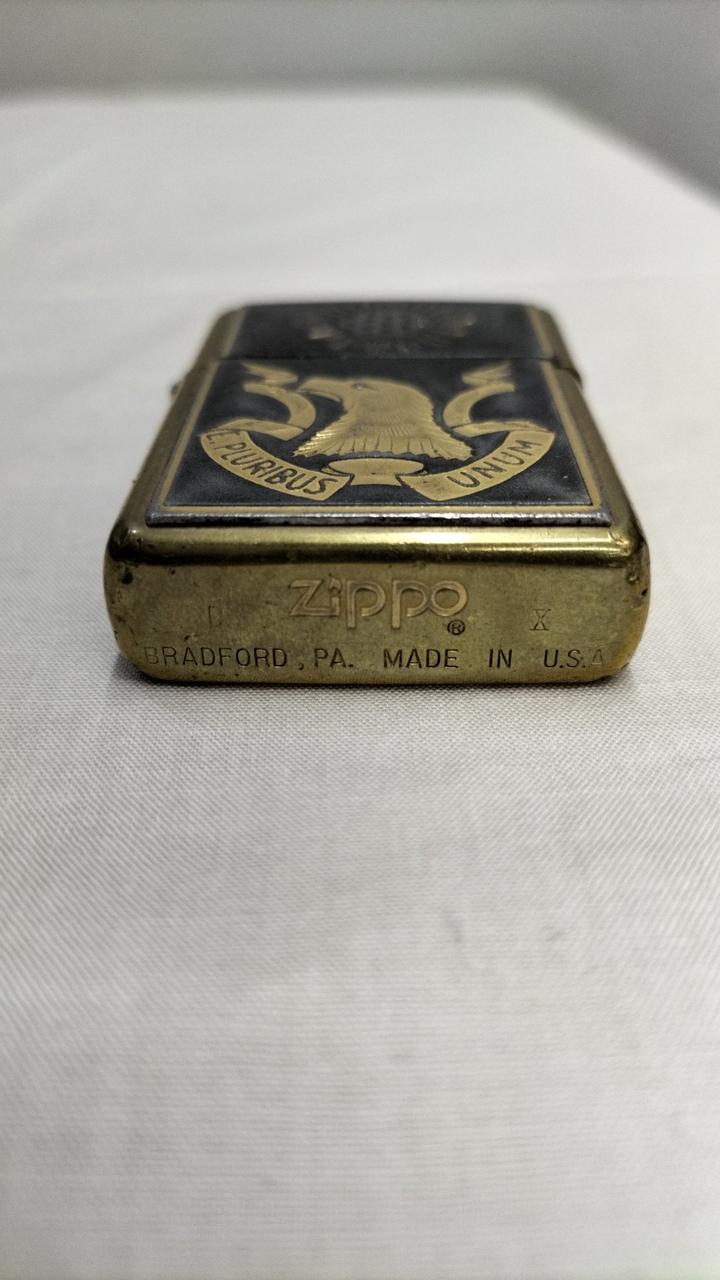 E. PLURIBUS UNUM
D Zippo® X
BRADFORD, PA. MADE IN U.S.A